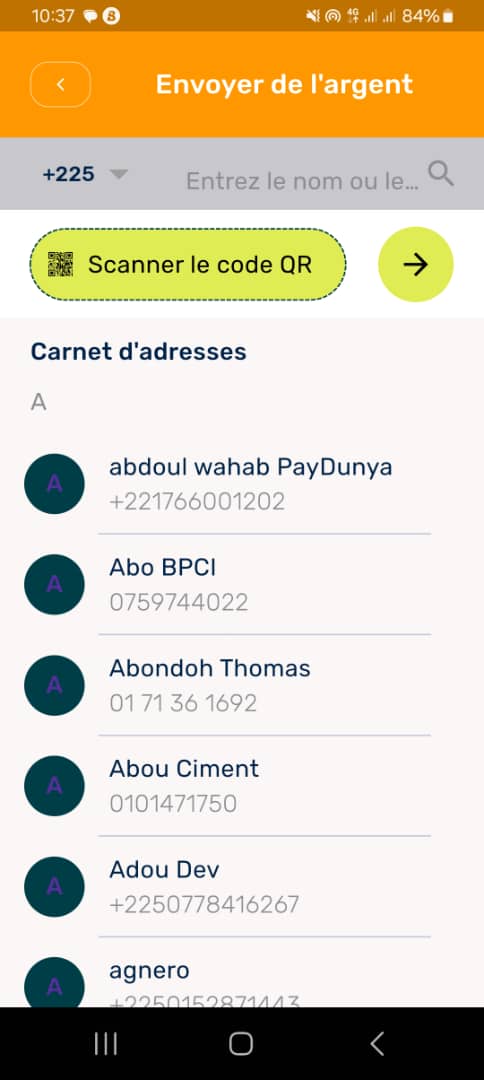 10:37 84%
4G
Envoyer de l'argent
+225 Entrez le nom ou le...
Scanner le code QR
Carnet d'adresses
A
A abdoul wahab PayDunya
+221766001202
A Abo BPCI
0759744022
A Abondoh Thomas
01 71 36 1692
A Abou Ciment
0101471750
A Adou Dev
+2250778416267
A agnero
+2250152871443